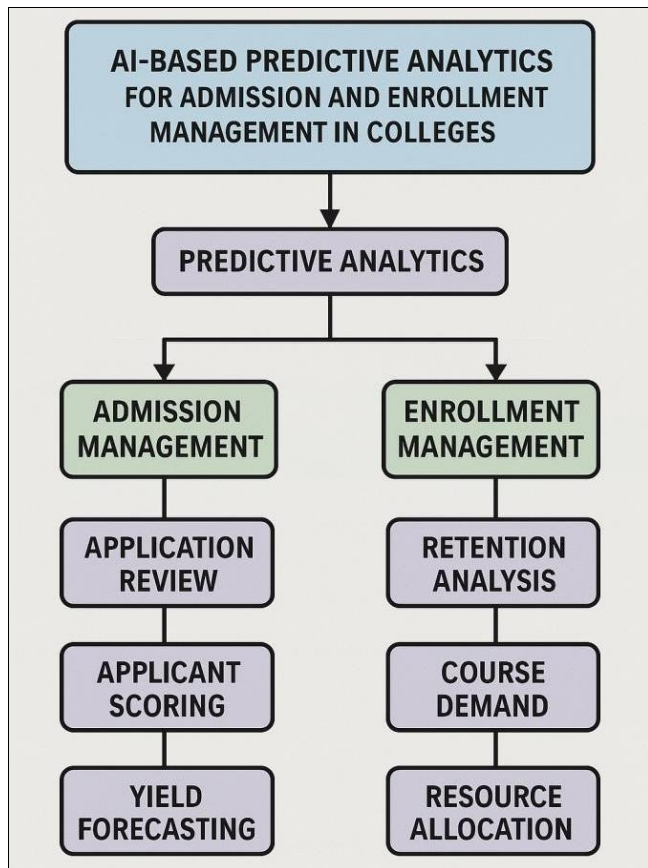 AI-BASED PREDICTIVE ANALYTICS
FOR ADMISSION AND ENROLLMENT
MANAGEMENT IN COLLEGES
PREDICTIVE ANALYTICS
ADMISSION
MANAGEMENT
APPLICATION
REVIEW
APPLICANT
SCORING
YIELD
FORECASTING
ENROLLMENT
MANAGEMENT
RETENTION
ANALYSIS
COURSE
DEMAND
RESOURCE
ALLOCATION